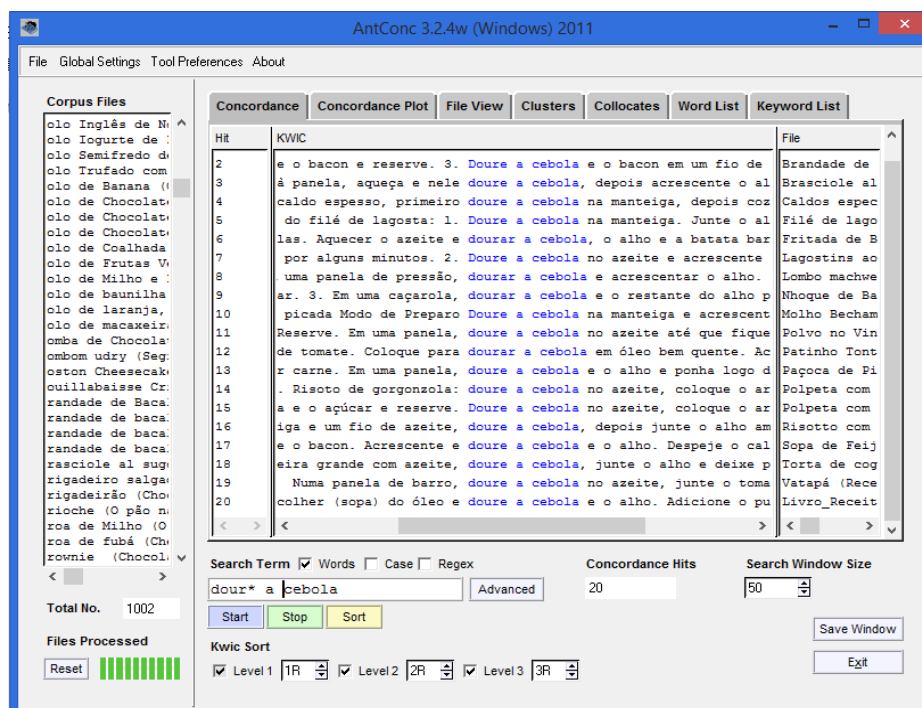 AntConc 3.2.4w (Windows) 2011
File Global Settings Tool Preferences About
Corpus Files
olo Inglês de N
olo Iogurte de
olo Semifredo d
olo Trufado com
olo de Banana (
olo de Chocolat
olo de Chocolat
olo de Chocolat
olo de Coalhada
olo de Frutas V
olo de Milho e
olo de baunilha
olo de laranja,
olo de macaxeir
omba de Chocola
ombom udry (Seg
oston Cheesecak
ouillabaisse Cr
randade de Baca
randade de baca
randade de baca
randade de baca
rasciole al sug
rigadeiro salga
rigadeirão (Cho
rioche (O pão n
roa de Milho (O
roa de fubá (Ch
rownie (Chocol
Total No. 1002
Files Processed
Reset
Concordance Concordance Plot File View Clusters Collocates Word List Keyword List
Hit KWIC File
2 e o bacon e reserve. 3. Doure a cebola e o bacon em um fio de Brandade de
3 à panela, aqueça e nele doure a cebola, depois acrescente o al Brasciole al
4 caldo espesso, primeiro doure a cebola na manteiga, depois coz Caldos espec
5 do filé de lagosta: 1. Doure a cebola na manteiga. Junte o al Filé de lago
6 las. Aquecer o azeite e dourar a cebola, o alho e a batata bar Fritada de B
7 por alguns minutos. 2. Doure a cebola no azeite e acrescente Lagostins ao
8 uma panela de pressão, dourar a cebola e acrescentar o alho. Lombo machwe
9 ar. 3. Em uma caçarola, dourar a cebola e o restante do alho p Nhoque de Ba
10 picada Modo de Preparo Doure a cebola na manteiga e acrescent Molho Becham
11 Reserve. Em uma panela, doure a cebola no azeite até que fique Polvo no Vin
12 de tomate. Coloque para dourar a cebola em óleo bem quente. Ac Patinho Tont
13 r carne. Em uma panela, doure a cebola e o alho e ponha logo d Paçoca de Pi
14 . Risoto de gorgonzola: doure a cebola no azeite, coloque o ar Polpeta com
15 a e o açúcar e reserve. Doure a cebola no azeite, coloque o ar Polpeta com
16 iga e um fio de azeite, doure a cebola, depois junte o alho am Risotto com
17 e o bacon. Acrescente e doure a cebola e o alho. Despeje o cal Sopa de Feij
18 eira grande com azeite, doure a cebola, junte o alho e deixe p Torta de cog
19 Numa panela de barro, doure a cebola no azeite, junte o toma Vatapá (Rece
20 colher (sopa) do óleo e doure a cebola e o alho. Adicione o pu Livro_Receit
Search Term Words Case Regex Concordance Hits Search Window Size
dour* a cebola Advanced 20 50
Start Stop Sort
Save Window
Kwic Sort
Exit
Level 1 1R Level 2 2R Level 3 3R